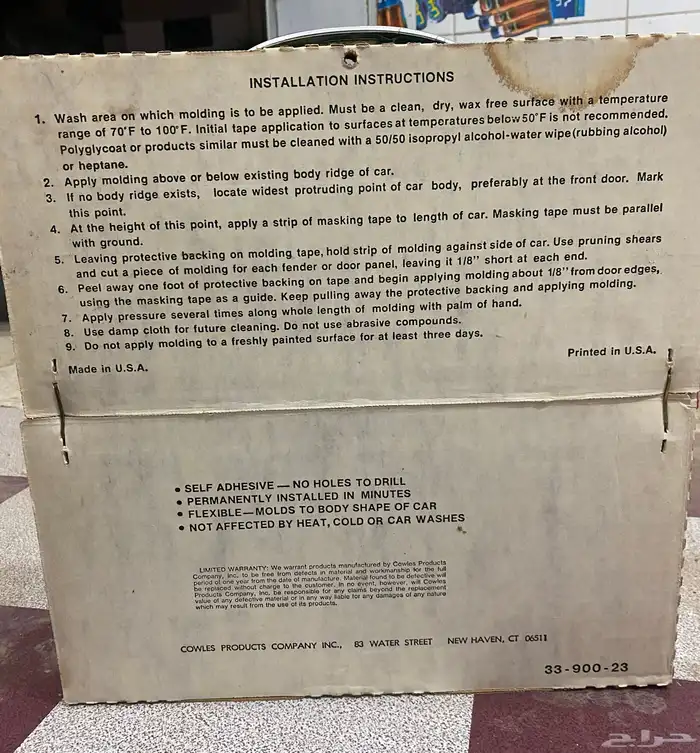 INSTALLATION INSTRUCTIONS
1. Wash area on which molding is to be applied. Must be a clean, dry, wax free surface with a temperature
range of 70°F to 100°F. Initial tape application to surfaces at temperatures below 50°F is not recommended.
Polyglycoat or products similar must be cleaned with a 50/50 isopropyl alcohol-water wipe (rubbing alcohol)
or heptane.
2. Apply molding above or below existing body ridge of car.
3. If no body ridge exists, locate widest protruding point of car body, preferably at the front door. Mark
this point.
4. At the height of this point, apply a strip of masking tape to length of car. Masking tape must be parallel
with ground.
5. Leaving protective backing on molding tape, hold strip of molding against side of car. Use pruning shears
and cut a piece of molding for each fender or door panel, leaving it 1/8" short at each end.
6. Peel away one foot of protective backing on tape and begin applying molding about 1/8" from door edges,
using the masking tape as a guide. Keep pulling away the protective backing and applying molding.
7. Apply pressure several times along whole length of molding with palm of hand.
8. Use damp cloth for future cleaning. Do not use abrasive compounds.
9. Do not apply molding to a freshly painted surface for at least three days.
Made in U.S.A.
Printed in U.S.A.
• SELF ADHESIVE — NO HOLES TO DRILL
• PERMANENTLY INSTALLED IN MINUTES
• FLEXIBLE — MOLDS TO BODY SHAPE OF CAR
• NOT AFFECTED BY HEAT, COLD OR CAR WASHES
LIMITED WARRANTY: We warrant products manufactured by Cowles Products
Company, Inc. to be free from defects in material and workmanship for the full
period of one year from the date of manufacture. Material found to be defective will
be replaced without charge to the customer. In no event, however, will Cowles
Products Company, Inc. be responsible for any claims beyond the replacement
value of any defective material or in any way liable for any damages of any nature
which may result from the use of its products.
COWLES PRODUCTS COMPANY INC., 83 WATER STREET NEW HAVEN, CT 06511
33-900-23
حراج